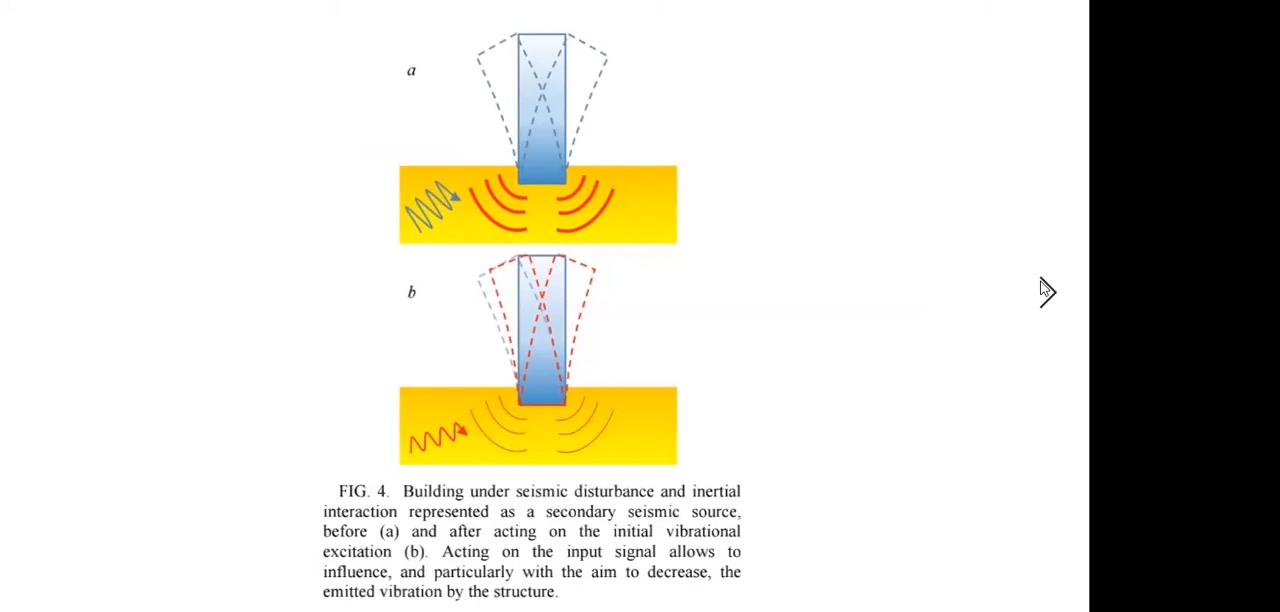 a
b
FIG. 4. Building under seismic disturbance and inertial
interaction represented as a secondary seismic source,
before (a) and after acting on the initial vibrational
excitation (b). Acting on the input signal allows to
influence, and particularly with the aim to decrease, the
emitted vibration by the structure.